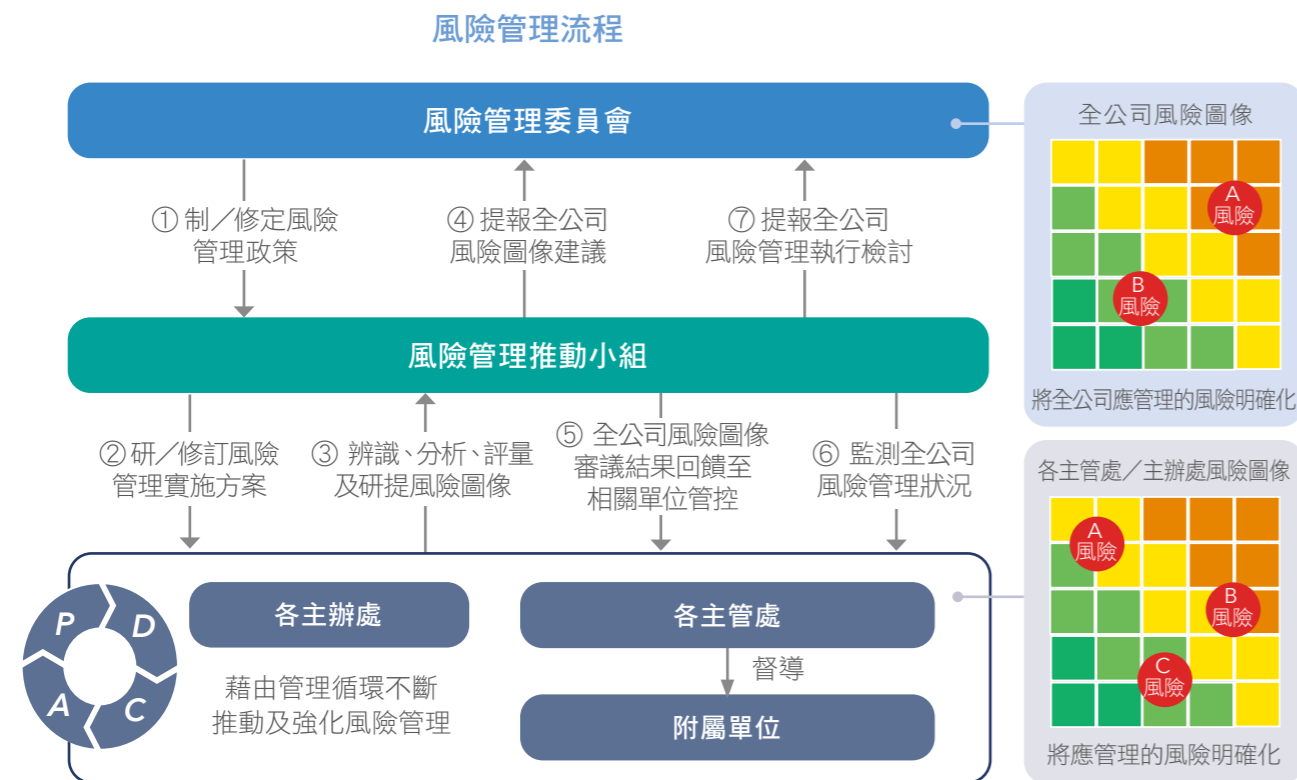 風險管理流程
風險管理委員會
① 制／修定風險
管理政策
④ 提報全公司
風險圖像建議
⑦ 提報全公司
風險管理執行檢討
風險管理推動小組
② 研／修訂風險
管理實施方案
③ 辨識、分析、評量
及研提風險圖像
⑤ 全公司風險圖像
審議結果回饋至
相關單位管控
⑥ 監測全公司
風險管理狀況
P
D
A
C
各主辦處
藉由管理循環不斷
推動及強化風險管理
各主管處
督導
附屬單位
全公司風險圖像
A
風險
B
風險
將全公司應管理的風險明確化
各主管處／主辦處風險圖像
A
風險
B
風險
C
風險
將應管理的風險明確化